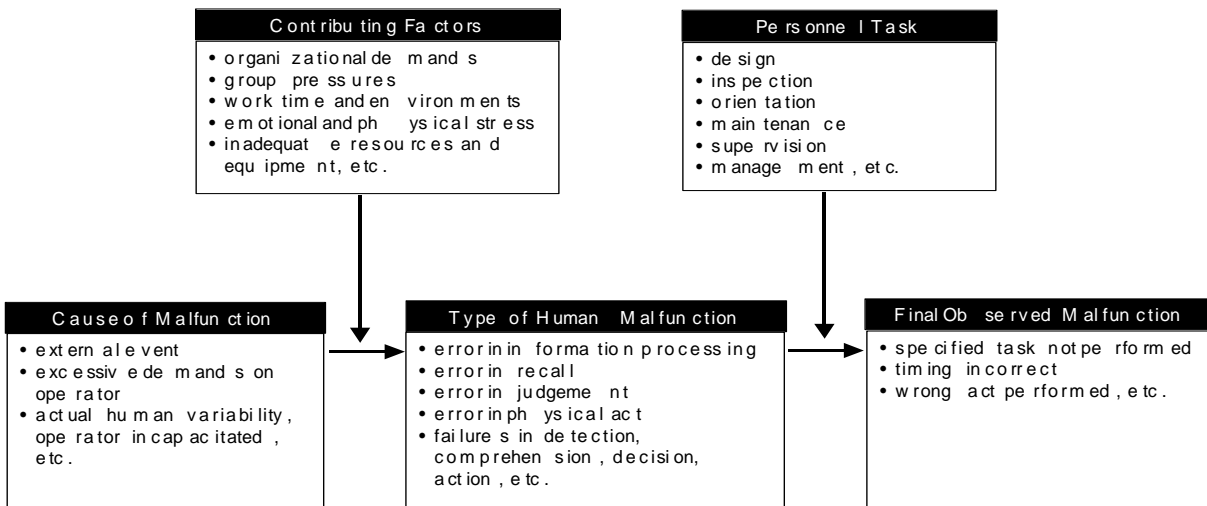 Contributing Factors
• organizational demands
• group pressures
• work time and environments
• emotional and physical stress
• inadequate resources and
equipment, etc.
Personnel Task
• design
• inspection
• orientation
• maintenance
• supervision
• management, etc.
Cause of Malfunction
• external event
• excessive demands on
operator
• actual human variability,
operator incapacitated,
etc.
Type of Human Malfunction
• error in information processing
• error in recall
• error in judgement
• error in physical act
• failures in detection,
comprehension, decision,
action, etc.
Final Observed Malfunction
• specified task not performed
• timing incorrect
• wrong act performed, etc.